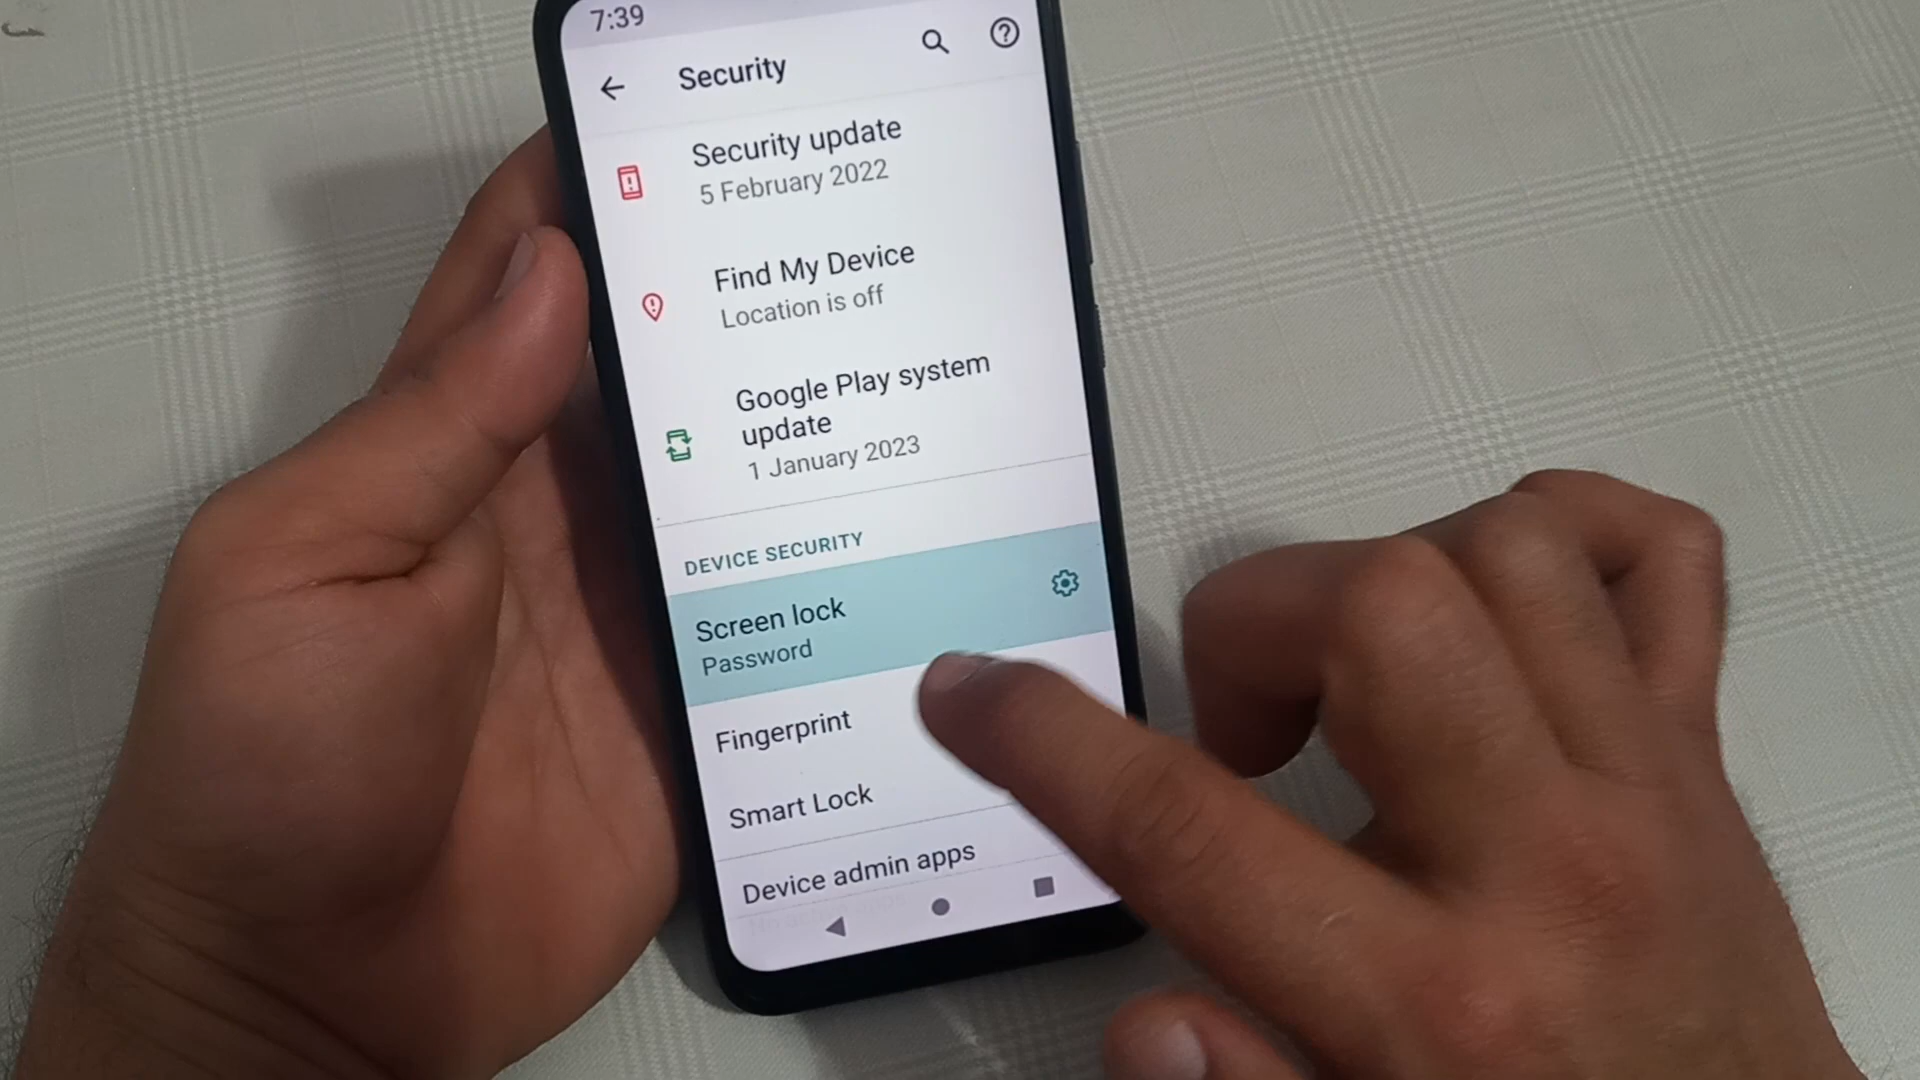 7:39
Security
Security update
5 February 2022
Find My Device
Location is off
Google Play system
update
1 January 2023
DEVICE SECURITY
Screen lock
Password
Fingerprint
Smart Lock
Device admin apps